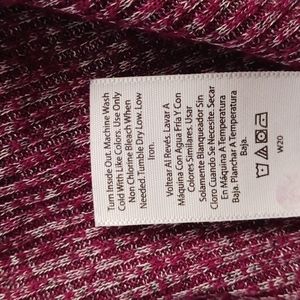 Turn Inside Out. Machine Wash
Cold With Like Colors. Use Only
Non Chlorine Bleach When
Needed. Tumble Dry Low. Low
Iron.
Voltear Al Revés. Lavar A
Máquina Con Agua Fría Y Con
Colores Similares. Usar
Solamente Blanqueador Sin
Cloro Cuando Se Necesite. Secar
En Máquina A Temperatura
Baja. Planchar A Temperatura
Baja.
W20